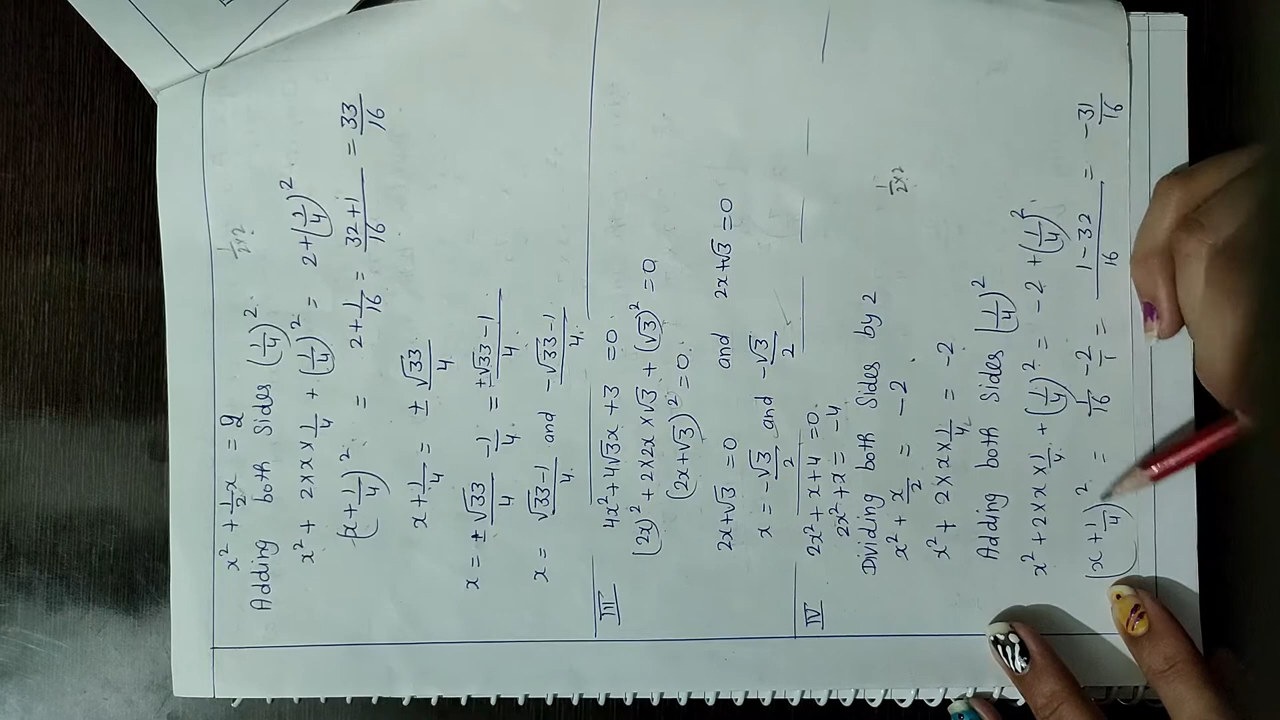 x² + 1/2 x = 2
1/2×2
Adding both Sides (1/4)².
x² + 2×x×1/4 + (1/4)² = 2+(1/4)².
(x+1/4)² = 2+1/16 = 32+1/16 = 33/16
x+1/4 = ± √33/4
x = ± √33/4 - 1/4 = ±√33-1/4
x = √33-1/4 and -√33-1/4.
III 4x²+4√3x+3 =0.
(2x)²+2×2x×√3+(√3)²=0
(2x+√3)²=0.
2x+√3=0 and 2x+√3=0
x = -√3/2 and -√3/2
IV 2x²+x+4=0.
2x²+x=-4
Dividing both Sides by 2
x²+x/2 = -2.
1/2×2
x²+2×x×1/4 = -2
Adding both Sides (1/4)²
x²+2×x×1/4+(1/4)²=-2+(1/4)².
(x+1/4)² = 1/16 -2/1 = 1-32/16 = -31/16